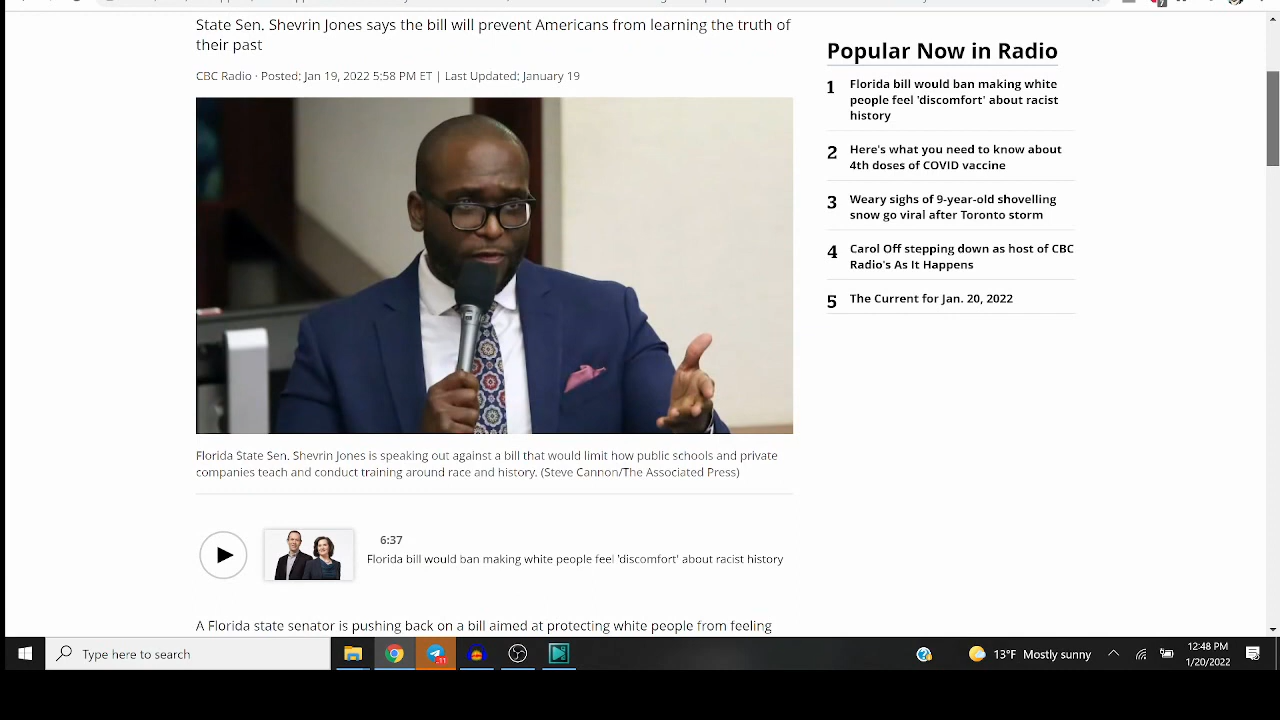 State Sen. Shevrin Jones says the bill will prevent Americans from learning the truth of
their past
CBC Radio · Posted: Jan 19, 2022 5:58 PM ET | Last Updated: January 19
Florida State Sen. Shevrin Jones is speaking out against a bill that would limit how public schools and private
companies teach and conduct training around race and history. (Steve Cannon/The Associated Press)
6:37
Florida bill would ban making white people feel 'discomfort' about racist history
A Florida state senator is pushing back on a bill aimed at protecting white people from feeling
Popular Now in Radio
1 Florida bill would ban making white
people feel 'discomfort' about racist
history
2 Here's what you need to know about
4th doses of COVID vaccine
3 Weary sighs of 9-year-old shovelling
snow go viral after Toronto storm
4 Carol Off stepping down as host of CBC
Radio's As It Happens
5 The Current for Jan. 20, 2022
Type here to search
11
13°F Mostly sunny
12:48 PM
1/20/2022